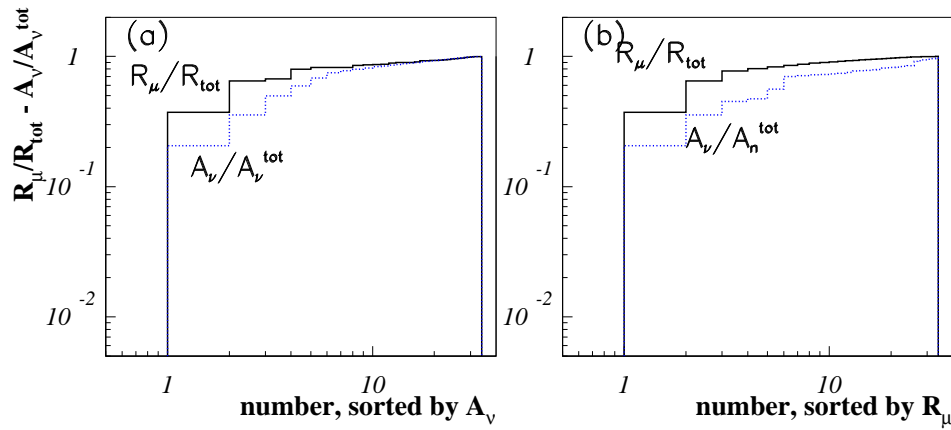 R_μ/R_tot - A_ν/A_ν^tot
(a)
R_μ/R_tot
A_ν/A_ν^tot
1
10^-1
10^-2
1
10
number, sorted by A_ν
(b)
R_μ/R_tot
A_ν/A_n^tot
1
10^-1
10^-2
1
10
number, sorted by R_μ